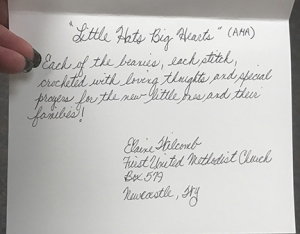 "Little Hats Big Hearts" (AHA)
Each of the beanies, each stitch,
crocheted with loving thoughts and special
prayers for the new little ones and their
families!
Elaine Holcomb
First United Methodist Church
Box 579
Newcastle, Wy